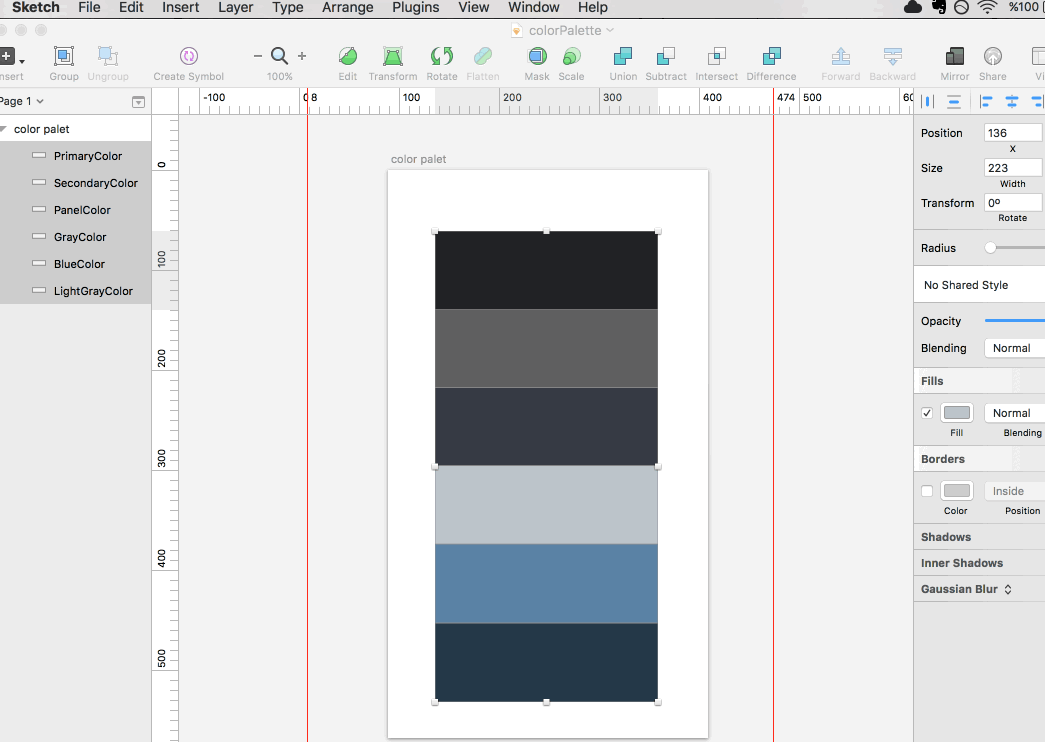 Sketch File Edit Insert Layer Type Arrange Plugins View Window Help %100
colorPalette
nsert Group Ungroup Create Symbol 100% Edit Transform Rotate Flatten Mask Scale Union Subtract Intersect Difference Forward Backward Mirror Share Vi
Page 1
-100 0 8 100 200 300 400 474 500 60
color palet
PrimaryColor
SecondaryColor
PanelColor
GrayColor
BlueColor
LightGrayColor
0
100
200
300
400
500
color palet
Position 136
X
Size 223
Width
Transform 0º
Rotate
Radius
No Shared Style
Opacity
Blending Normal
Fills
Normal
Fill Blending
Borders
Inside
Color Position
Shadows
Inner Shadows
Gaussian Blur